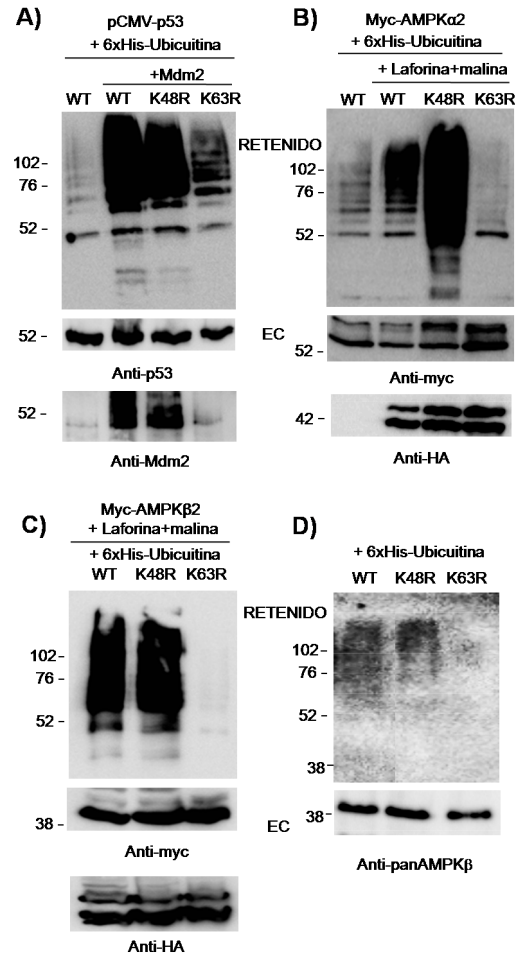 A)
pCMV-p53
+ 6xHis-Ubicuitina
+Mdm2
WT WT K48R K63R
102-
76-
52-
52 -
Anti-p53
52 -
Anti-Mdm2
B)
Myc-AMPKα2
+ 6xHis-Ubicuitina
+ Laforina+malina
WT WT K48R K63R
RETENIDO
102-
76-
52-
EC
52 -
Anti-myc
42 -
Anti-HA
C)
Myc-AMPKβ2
+ Laforina+malina
+ 6xHis-Ubicuitina
WT K48R K63R
102-
76 -
52 -
38 -
Anti-myc
Anti-HA
D)
+ 6xHis-Ubicuitina
WT K48R K63R
RETENIDO
102-
76-
52 -
38-
38-
EC
Anti-panAMPKβ